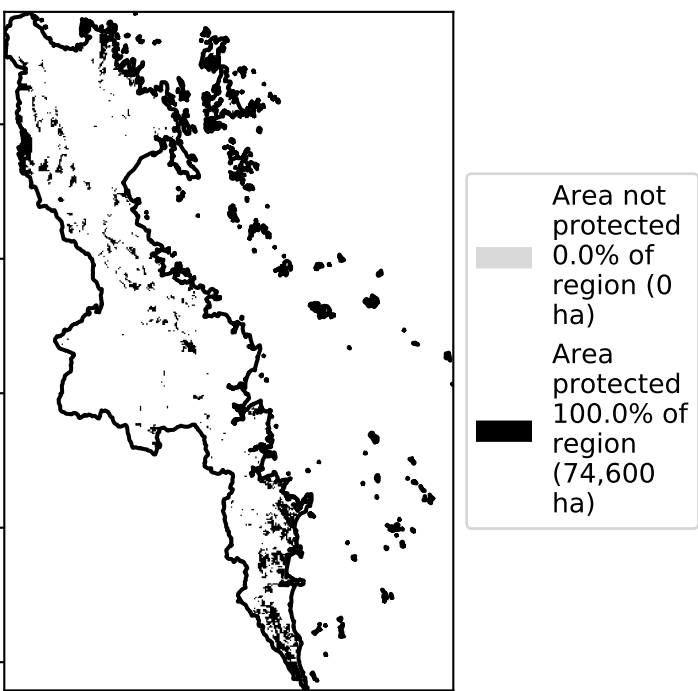 Area not
protected
0.0% of
region (0
ha)
Area
protected
100.0% of
region
(74,600
ha)